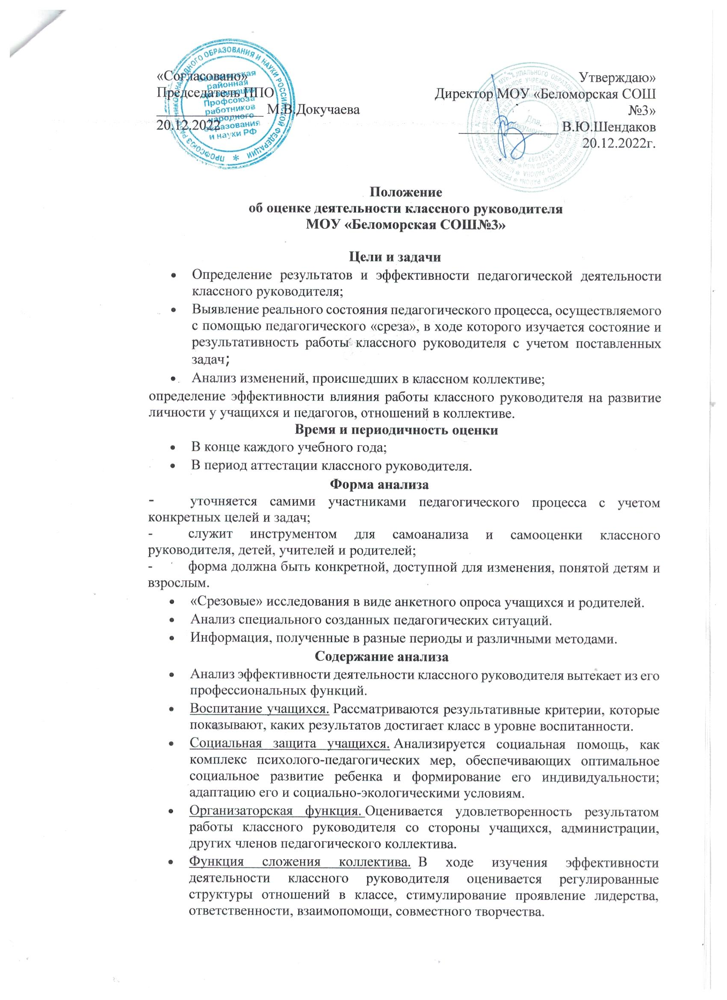 «Согласовано»
Председатель ППО
М.В.Докучаева
20.12.2022
ПРОФСОЮЗ РАБОТНИКОВ НАРОДНОГО ОБРАЗОВАНИЯ И НАУКИ РОССИЙСКОЙ ФЕДЕРАЦИИ
Беломорская
районная
организация
Профсоюза
работников
народного
образования
и науки РФ
Утверждаю»
Директор МОУ «Беломорская СОШ
№3»
В.Ю.Шендаков
20.12.2022г.
Для
документов
Положение
об оценке деятельности классного руководителя
МОУ «Беломорская СОШ№3»
Цели и задачи
• Определение результатов и эффективности педагогической деятельности
классного руководителя;
• Выявление реального состояния педагогического процесса, осуществляемого
с помощью педагогического «среза», в ходе которого изучается состояние и
результативность работы классного руководителя с учетом поставленных
задач;
• Анализ изменений, происшедших в классном коллективе;
определение эффективности влияния работы классного руководителя на развитие
личности у учащихся и педагогов, отношений в коллективе.
Время и периодичность оценки
• В конце каждого учебного года;
• В период аттестации классного руководителя.
Форма анализа
- уточняется самими участниками педагогического процесса с учетом
конкретных целей и задач;
- служит инструментом для самоанализа и самооценки классного
руководителя, детей, учителей и родителей;
- форма должна быть конкретной, доступной для изменения, понятой детям и
взрослым.
• «Срезовые» исследования в виде анкетного опроса учащихся и родителей.
• Анализ специального созданных педагогических ситуаций.
• Информация, полученные в разные периоды и различными методами.
Содержание анализа
• Анализ эффективности деятельности классного руководителя вытекает из его
профессиональных функций.
• Воспитание учащихся. Рассматриваются результативные критерии, которые
показывают, каких результатов достигает класс в уровне воспитанности.
• Социальная защита учащихся. Анализируется социальная помощь, как
комплекс психолого-педагогических мер, обеспечивающих оптимальное
социальное развитие ребенка и формирование его индивидуальности;
адаптацию его и социально-экологическими условиям.
• Организаторская функция. Оценивается удовлетворенность результатом
работы классного руководителя со стороны учащихся, администрации,
других членов педагогического коллектива.
• Функция сложения коллектива. В ходе изучения эффективности
деятельности классного руководителя оценивается регулированные
структуры отношений в классе, стимулирование проявление лидерства,
ответственности, взаимопомощи, совместного творчества.